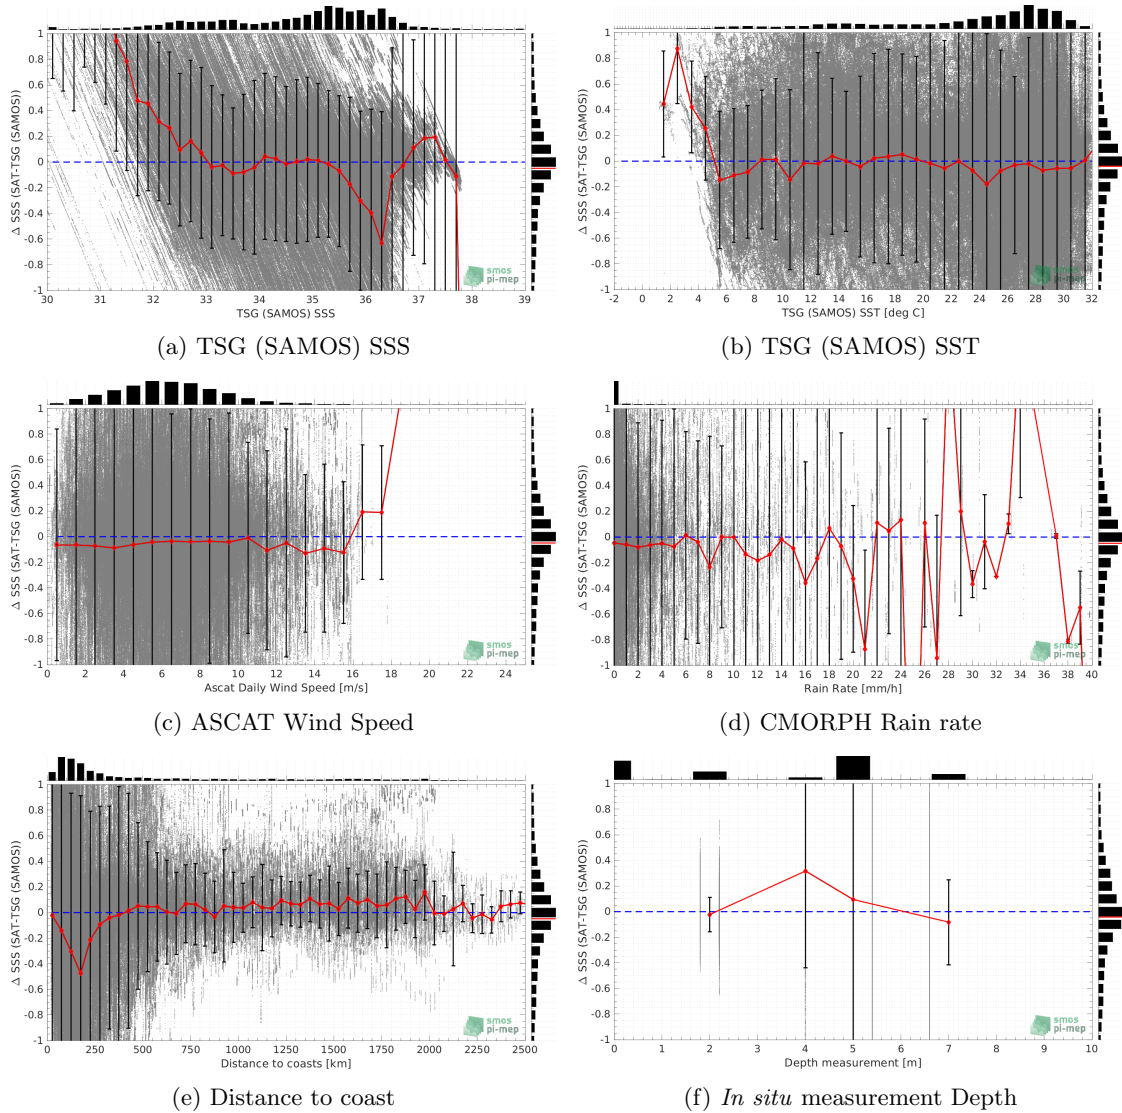 1
0.8
0.6
0.4
0.2
0
-0.2
-0.4
-0.6
-0.8
-1
30 31 32 33 34 35 36 37 38 39
Δ SSS (SAT-TSG (SAMOS))
TSG (SAMOS) SSS
smos
pi-mep
(a) TSG (SAMOS) SSS
1
0.8
0.6
0.4
0.2
0
-0.2
-0.4
-0.6
-0.8
-1
-2 0 2 4 6 8 10 12 14 16 18 20 22 24 26 28 30 32
Δ SSS (SAT-TSG (SAMOS))
TSG (SAMOS) SST [deg C]
smos
pi-mep
(b) TSG (SAMOS) SST
1
0.8
0.6
0.4
0.2
0
-0.2
-0.4
-0.6
-0.8
-1
0 2 4 6 8 10 12 14 16 18 20 22 24
Δ SSS (SAT-TSG (SAMOS))
Ascat Daily Wind Speed [m/s]
smos
pi-mep
(c) ASCAT Wind Speed
1
0.8
0.6
0.4
0.2
0
-0.2
-0.4
-0.6
-0.8
-1
0 2 4 6 8 10 12 14 16 18 20 22 24 26 28 30 32 34 36 38 40
Δ SSS (SAT-TSG (SAMOS))
Rain Rate [mm/h]
smos
pi-mep
(d) CMORPH Rain rate
1
0.8
0.6
0.4
0.2
0
-0.2
-0.4
-0.6
-0.8
-1
0 250 500 750 1000 1250 1500 1750 2000 2250 2500
Δ SSS (SAT-TSG (SAMOS))
Distance to coasts [km]
smos
pi-mep
(e) Distance to coast
1
0.8
0.6
0.4
0.2
0
-0.2
-0.4
-0.6
-0.8
-1
0 1 2 3 4 5 6 7 8 9 10
Δ SSS (SAT-TSG (SAMOS))
Depth measurement [m]
smos
pi-mep
(f) In situ measurement Depth